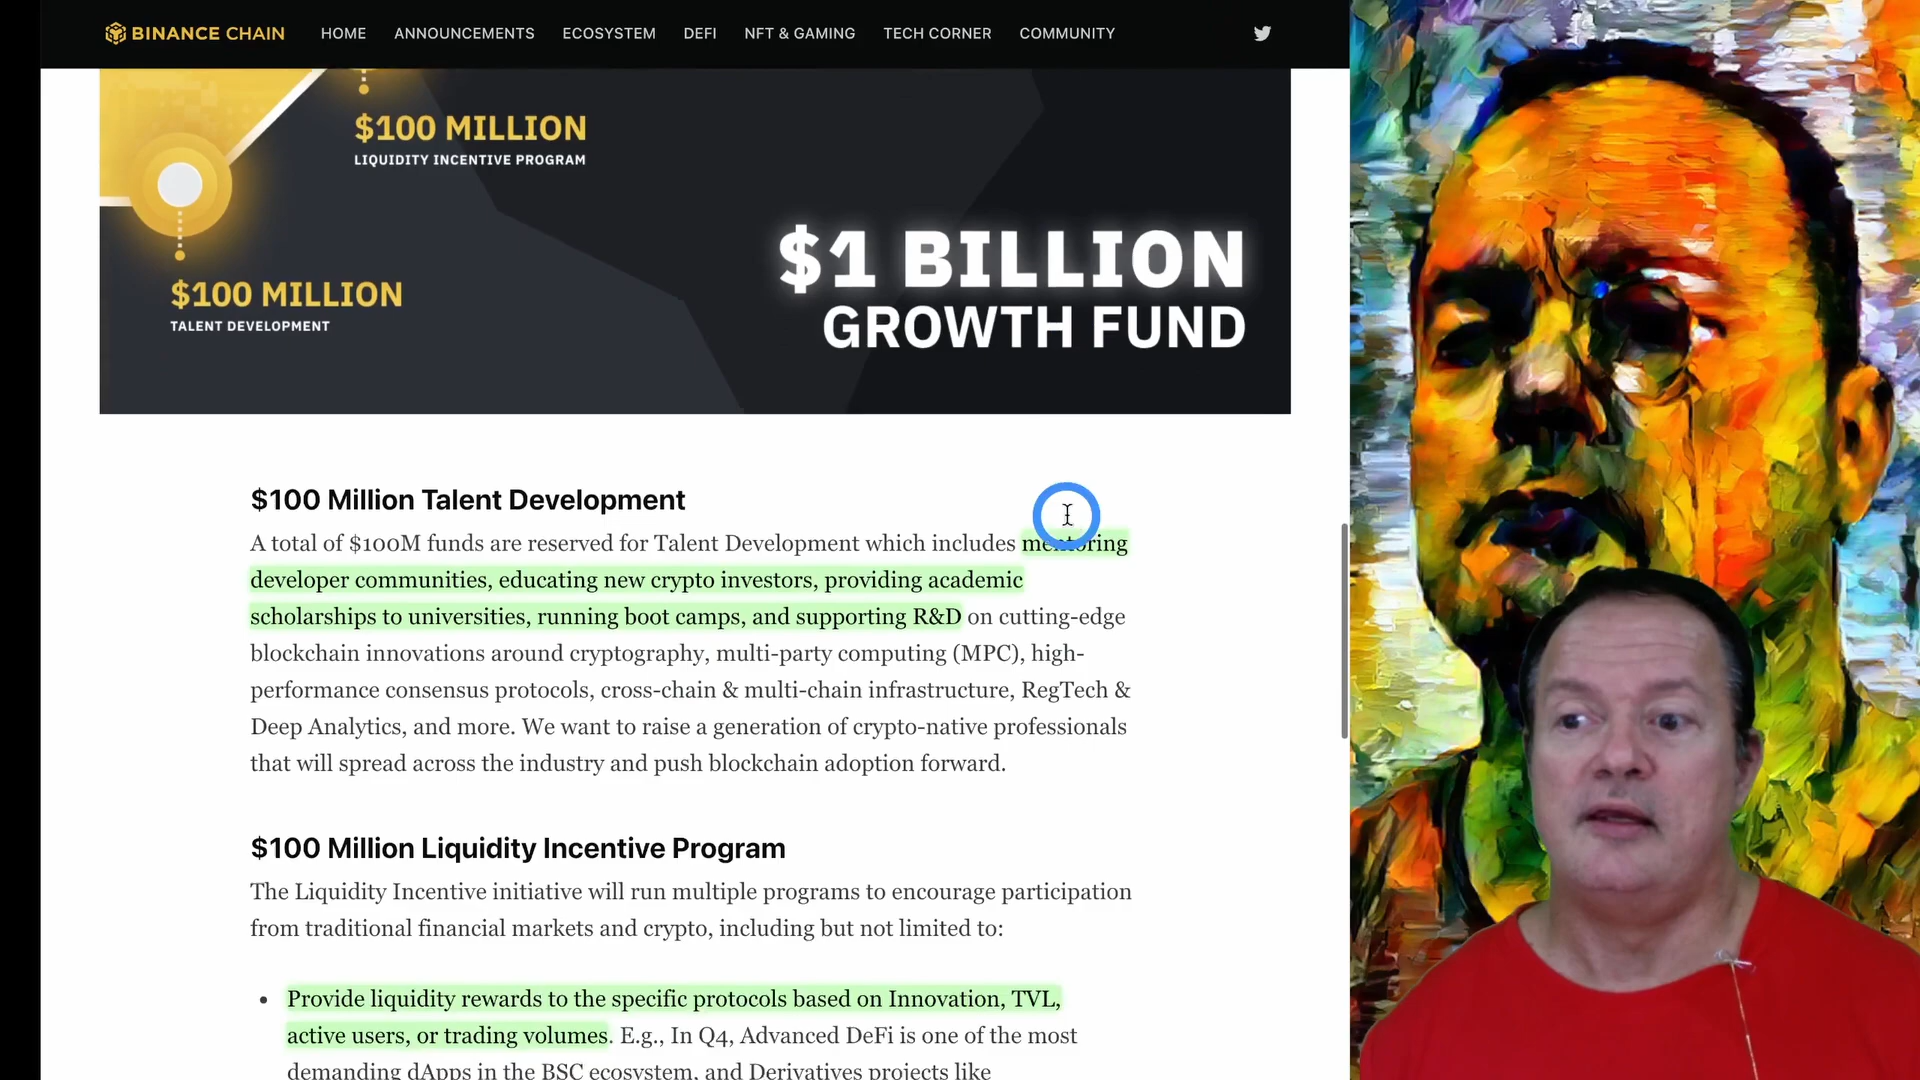 BINANCE CHAIN HOME ANNOUNCEMENTS ECOSYSTEM DEFI NFT & GAMING TECH CORNER COMMUNITY
$100 MILLION
LIQUIDITY INCENTIVE PROGRAM
$100 MILLION
TALENT DEVELOPMENT
$1 BILLION
GROWTH FUND
$100 Million Talent Development
A total of $100M funds are reserved for Talent Development which includes mentoring
developer communities, educating new crypto investors, providing academic
scholarships to universities, running boot camps, and supporting R&D on cutting-edge
blockchain innovations around cryptography, multi-party computing (MPC), high-
performance consensus protocols, cross-chain & multi-chain infrastructure, RegTech &
Deep Analytics, and more. We want to raise a generation of crypto-native professionals
that will spread across the industry and push blockchain adoption forward.
$100 Million Liquidity Incentive Program
The Liquidity Incentive initiative will run multiple programs to encourage participation
from traditional financial markets and crypto, including but not limited to:
• Provide liquidity rewards to the specific protocols based on Innovation, TVL,
active users, or trading volumes. E.g., In Q4, Advanced DeFi is one of the most
demanding dApps in the BSC ecosystem, and Derivatives projects like